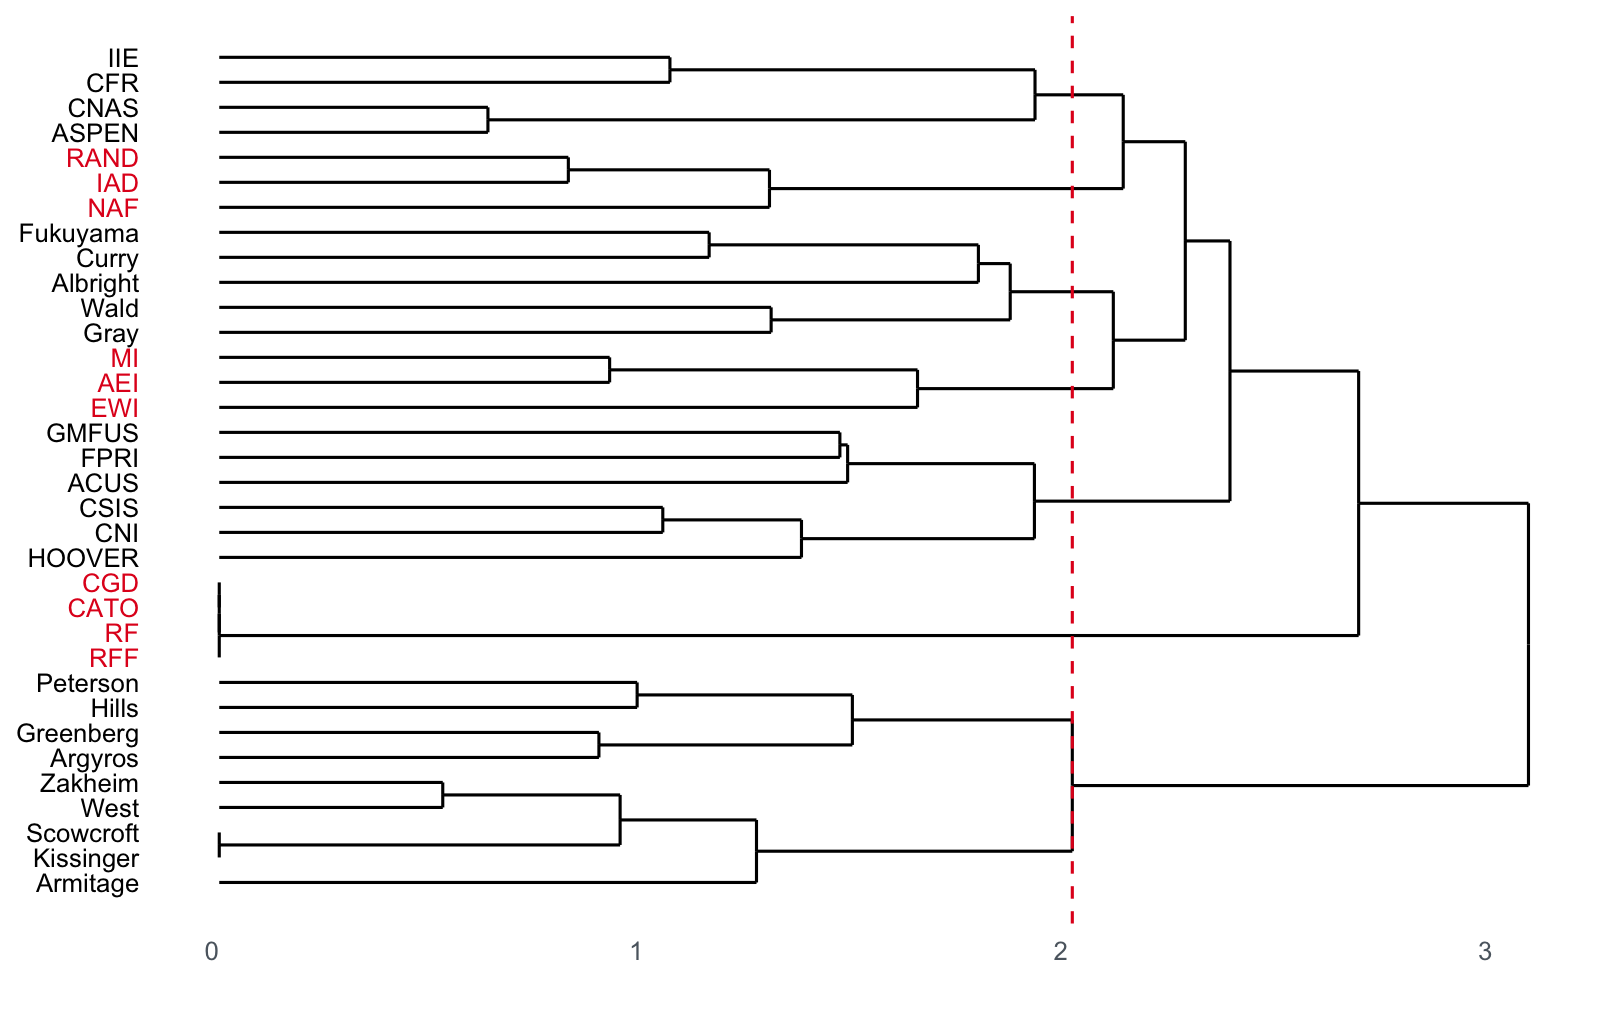 IIE
CFR
CNAS
ASPEN
RAND
IAD
NAF
Fukuyama
Curry
Albright
Wald
Gray
MI
AEI
EWI
GMFUS
FPRI
ACUS
CSIS
CNI
HOOVER
CGD
CATO
RF
RFF
Peterson
Hills
Greenberg
Argyros
Zakheim
West
Scowcroft
Kissinger
Armitage
0 1 2 3